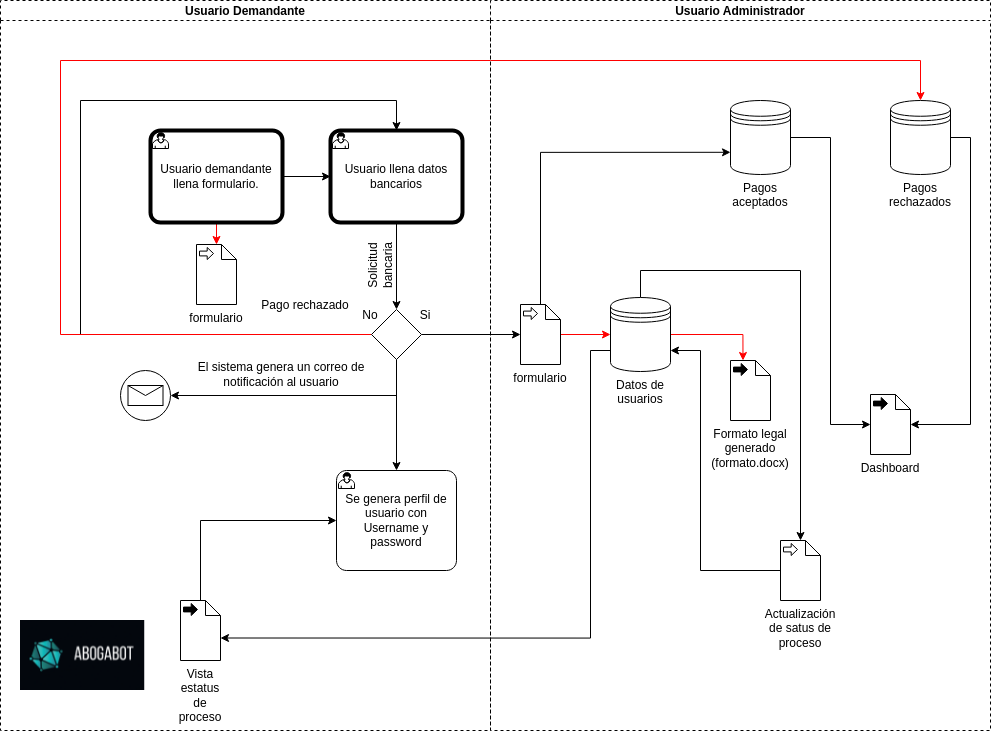 Usuario Demandante
Usuario Administrador
Usuario demandante
llena formulario.
Usuario llena datos
bancarios
Pagos
aceptados
Pagos
rechazados
Solicitud
bancaria
formulario
Pago rechazado
No
Si
formulario
Datos de
usuarios
El sistema genera un correo de
notificación al usuario
Formato legal
generado
(formato.docx)
Dashboard
Se genera perfil de
usuario con
Username y
password
Actualización
de satus de
proceso
ABOGABOT
Vista
estatus
de
proceso